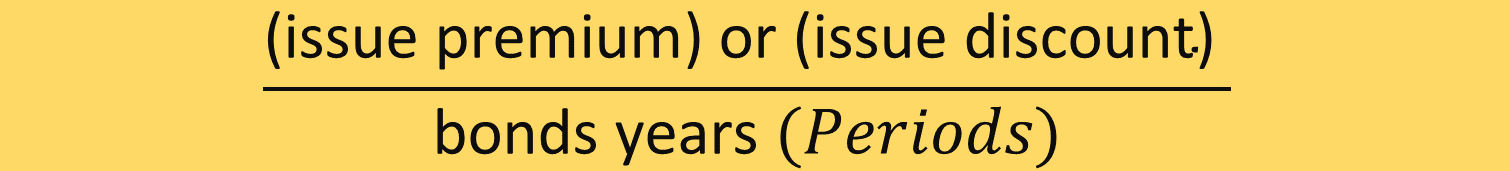 (issue premium) or (issue discount.)
bonds years (Periods)